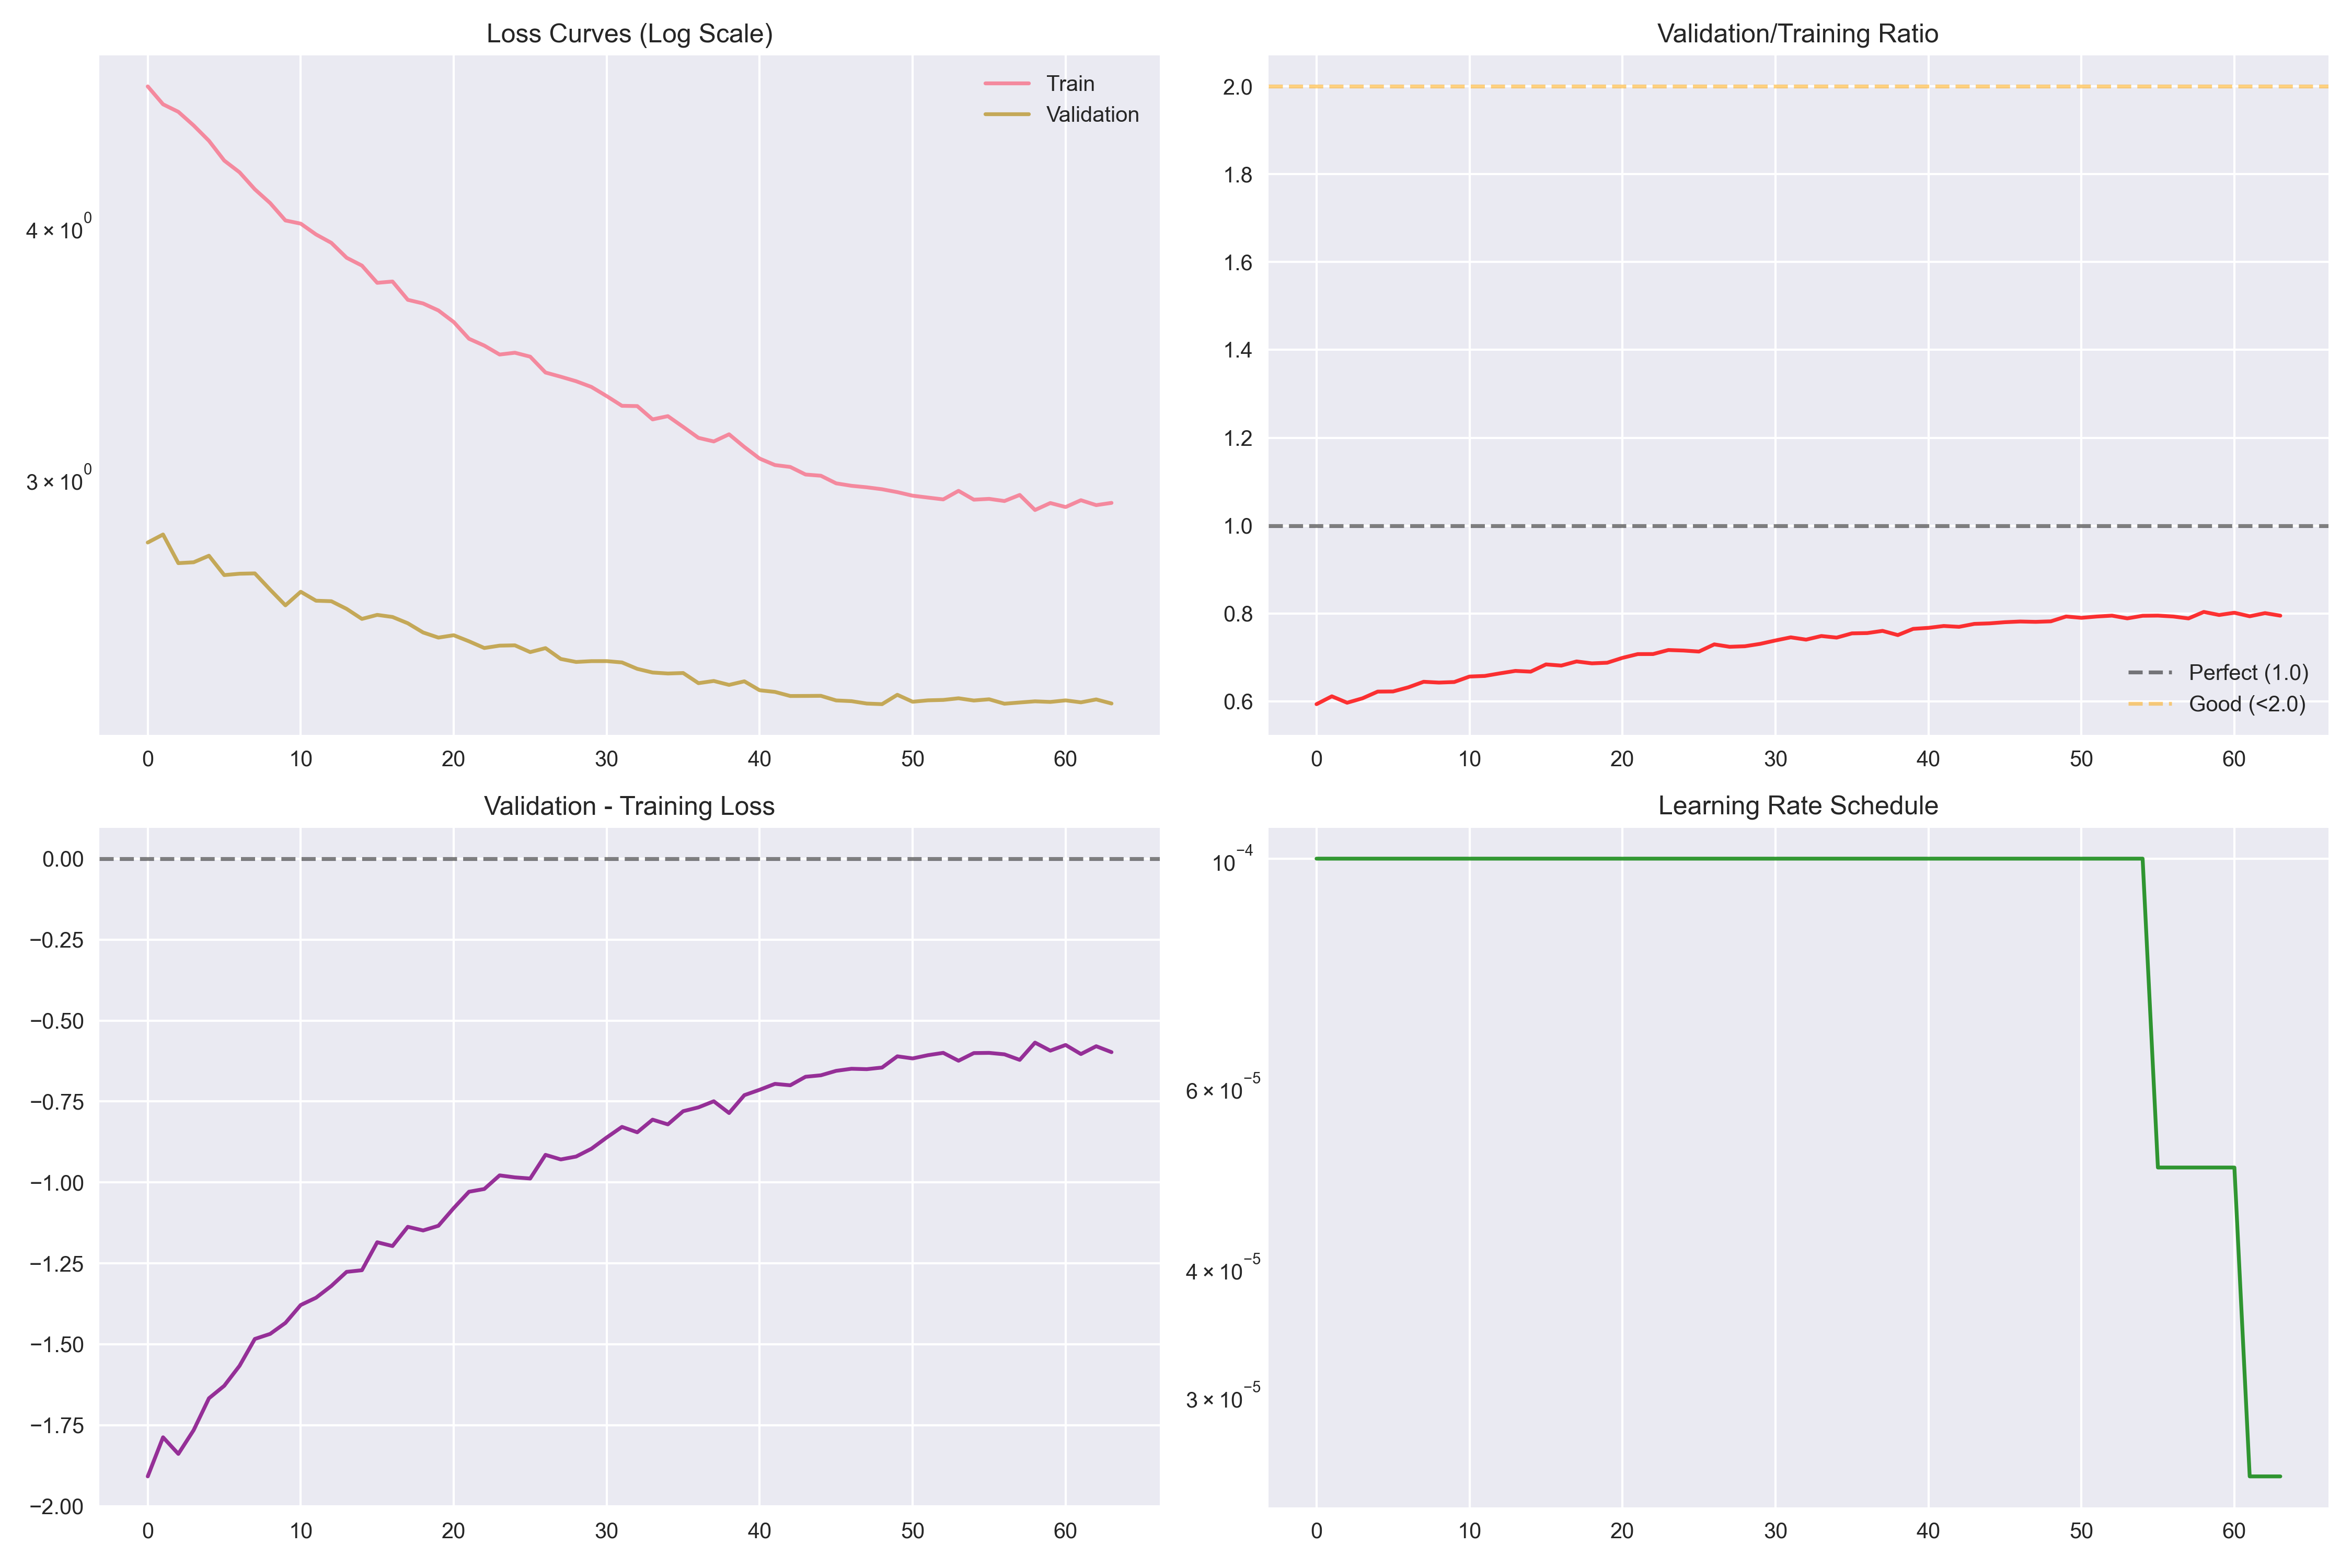 Loss Curves (Log Scale)
Train
Validation
4 × 10⁰
3 × 10⁰
0 10 20 30 40 50 60
Validation/Training Ratio
2.0
1.8
1.6
1.4
1.2
1.0
0.8
0.6
Perfect (1.0)
Good (<2.0)
0 10 20 30 40 50 60
Validation - Training Loss
0.00
−0.25
−0.50
−0.75
−1.00
−1.25
−1.50
−1.75
−2.00
0 10 20 30 40 50 60
Learning Rate Schedule
10⁻⁴
6 × 10⁻⁵
4 × 10⁻⁵
3 × 10⁻⁵
0 10 20 30 40 50 60